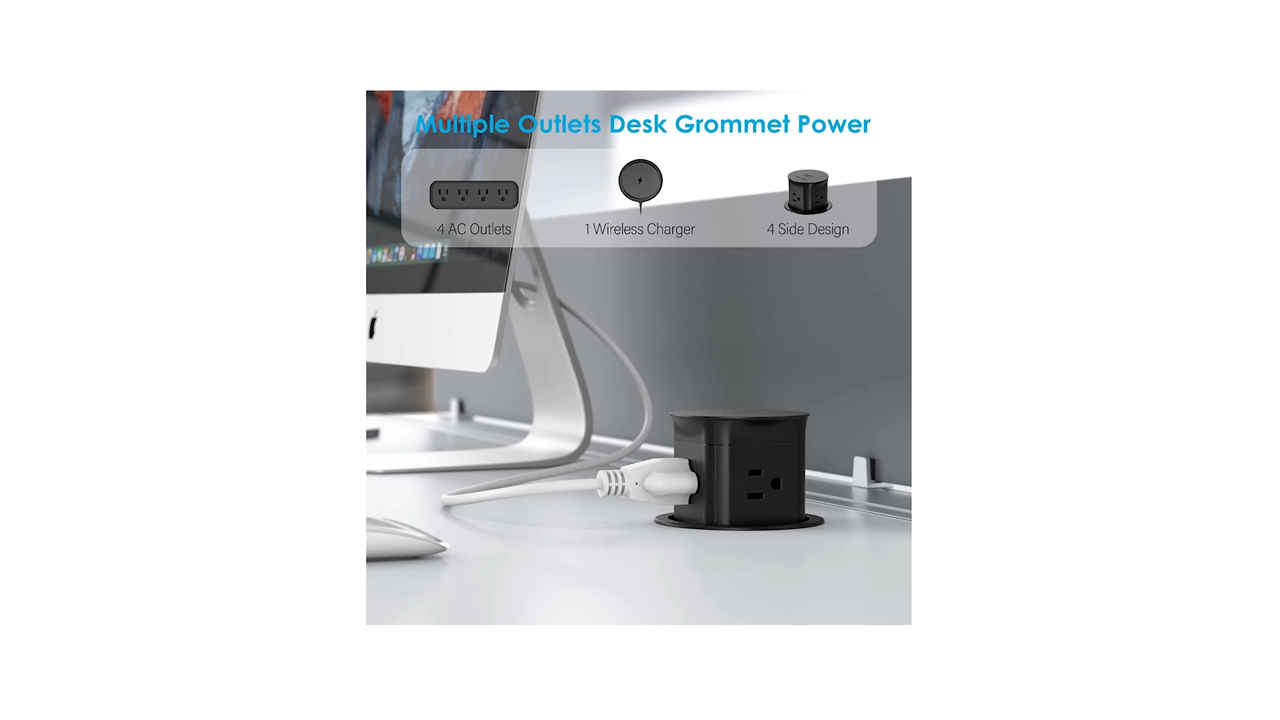 Multiple Outlets Desk Grommet Power
4 AC Outlets
1 Wireless Charger
4 Side Design